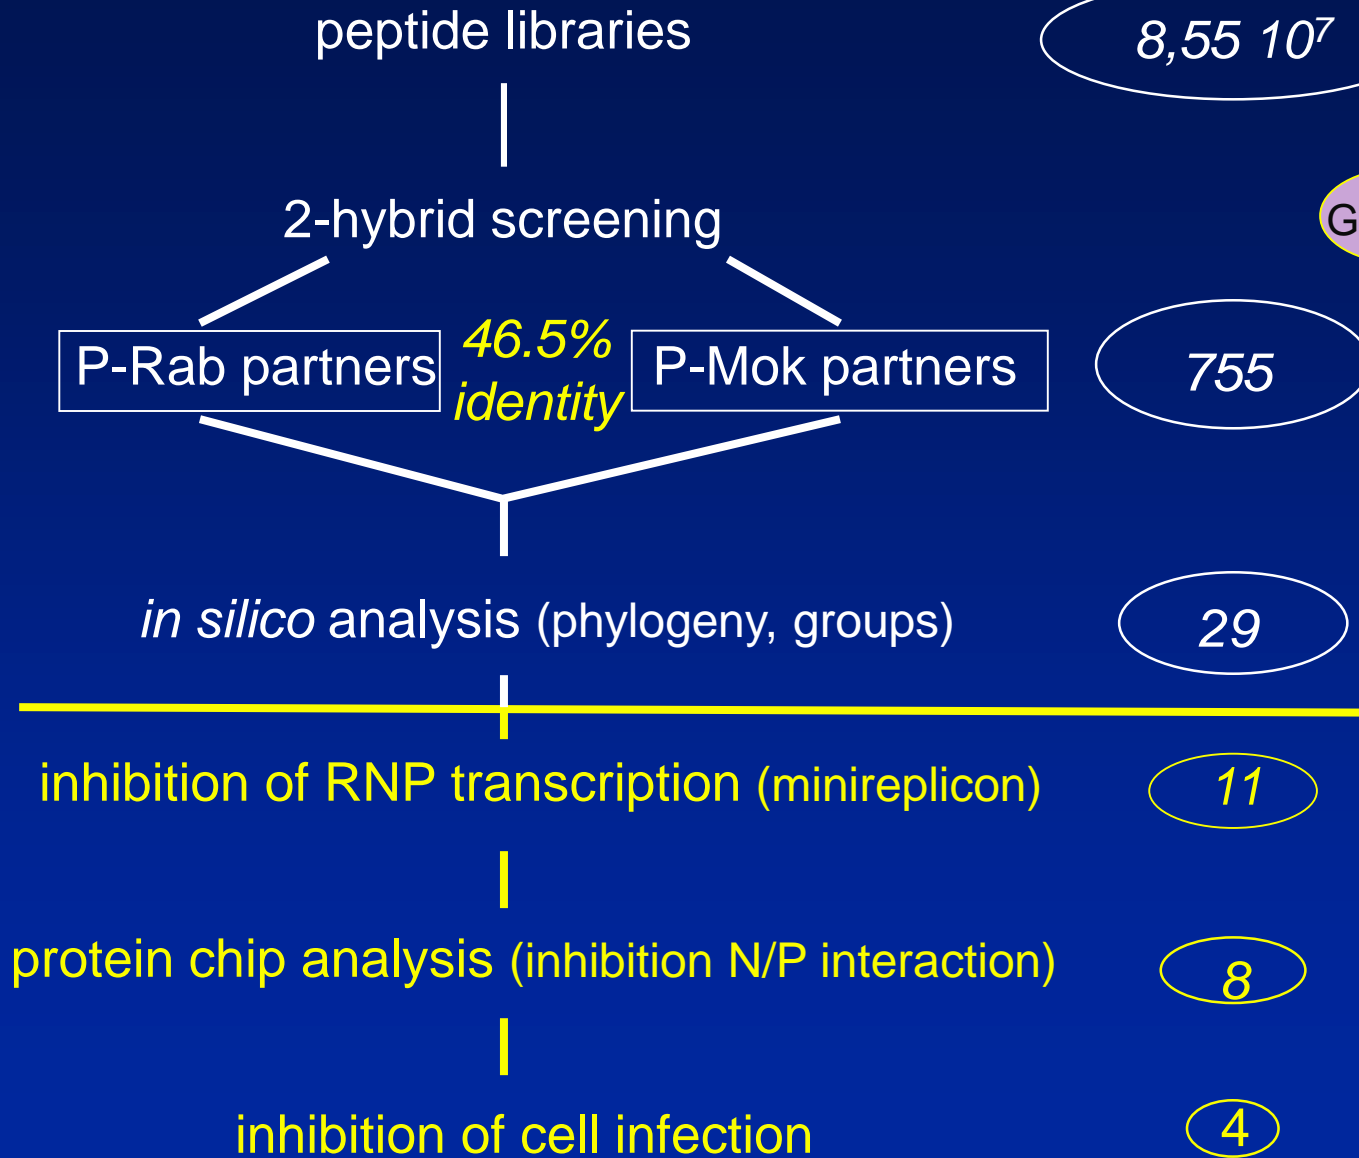 peptide libraries
8,55 10⁷
2-hybrid screening
G
P-Rab partners
46.5%
identity
P-Mok partners
755
in silico analysis (phylogeny, groups)
29
inhibition of RNP transcription (minireplicon)
11
protein chip analysis (inhibition N/P interaction)
8
inhibition of cell infection
4